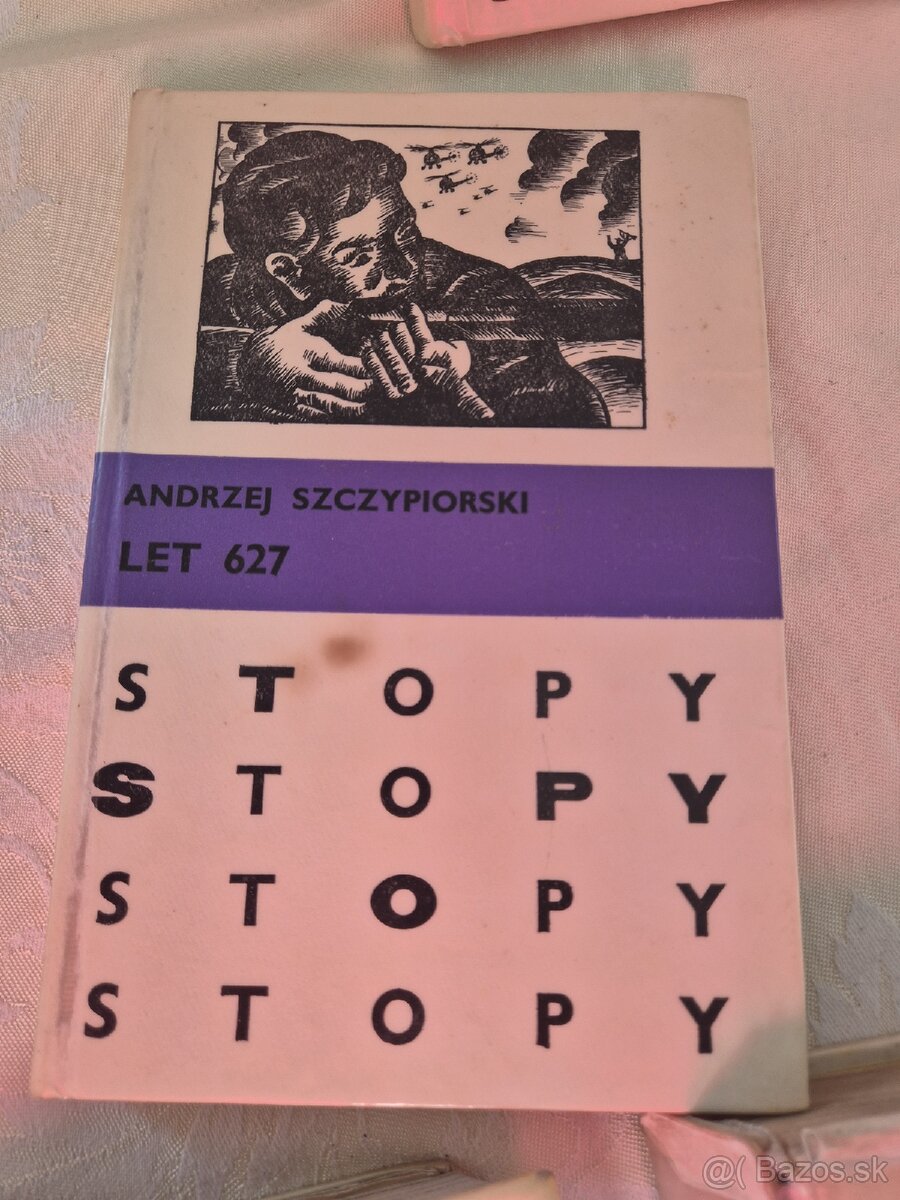 ANDRZEJ SZCZYPIORSKI
LET 627
S T O P Y
S T O P Y
S T O P Y
S T O P Y
@( Bazos.sk